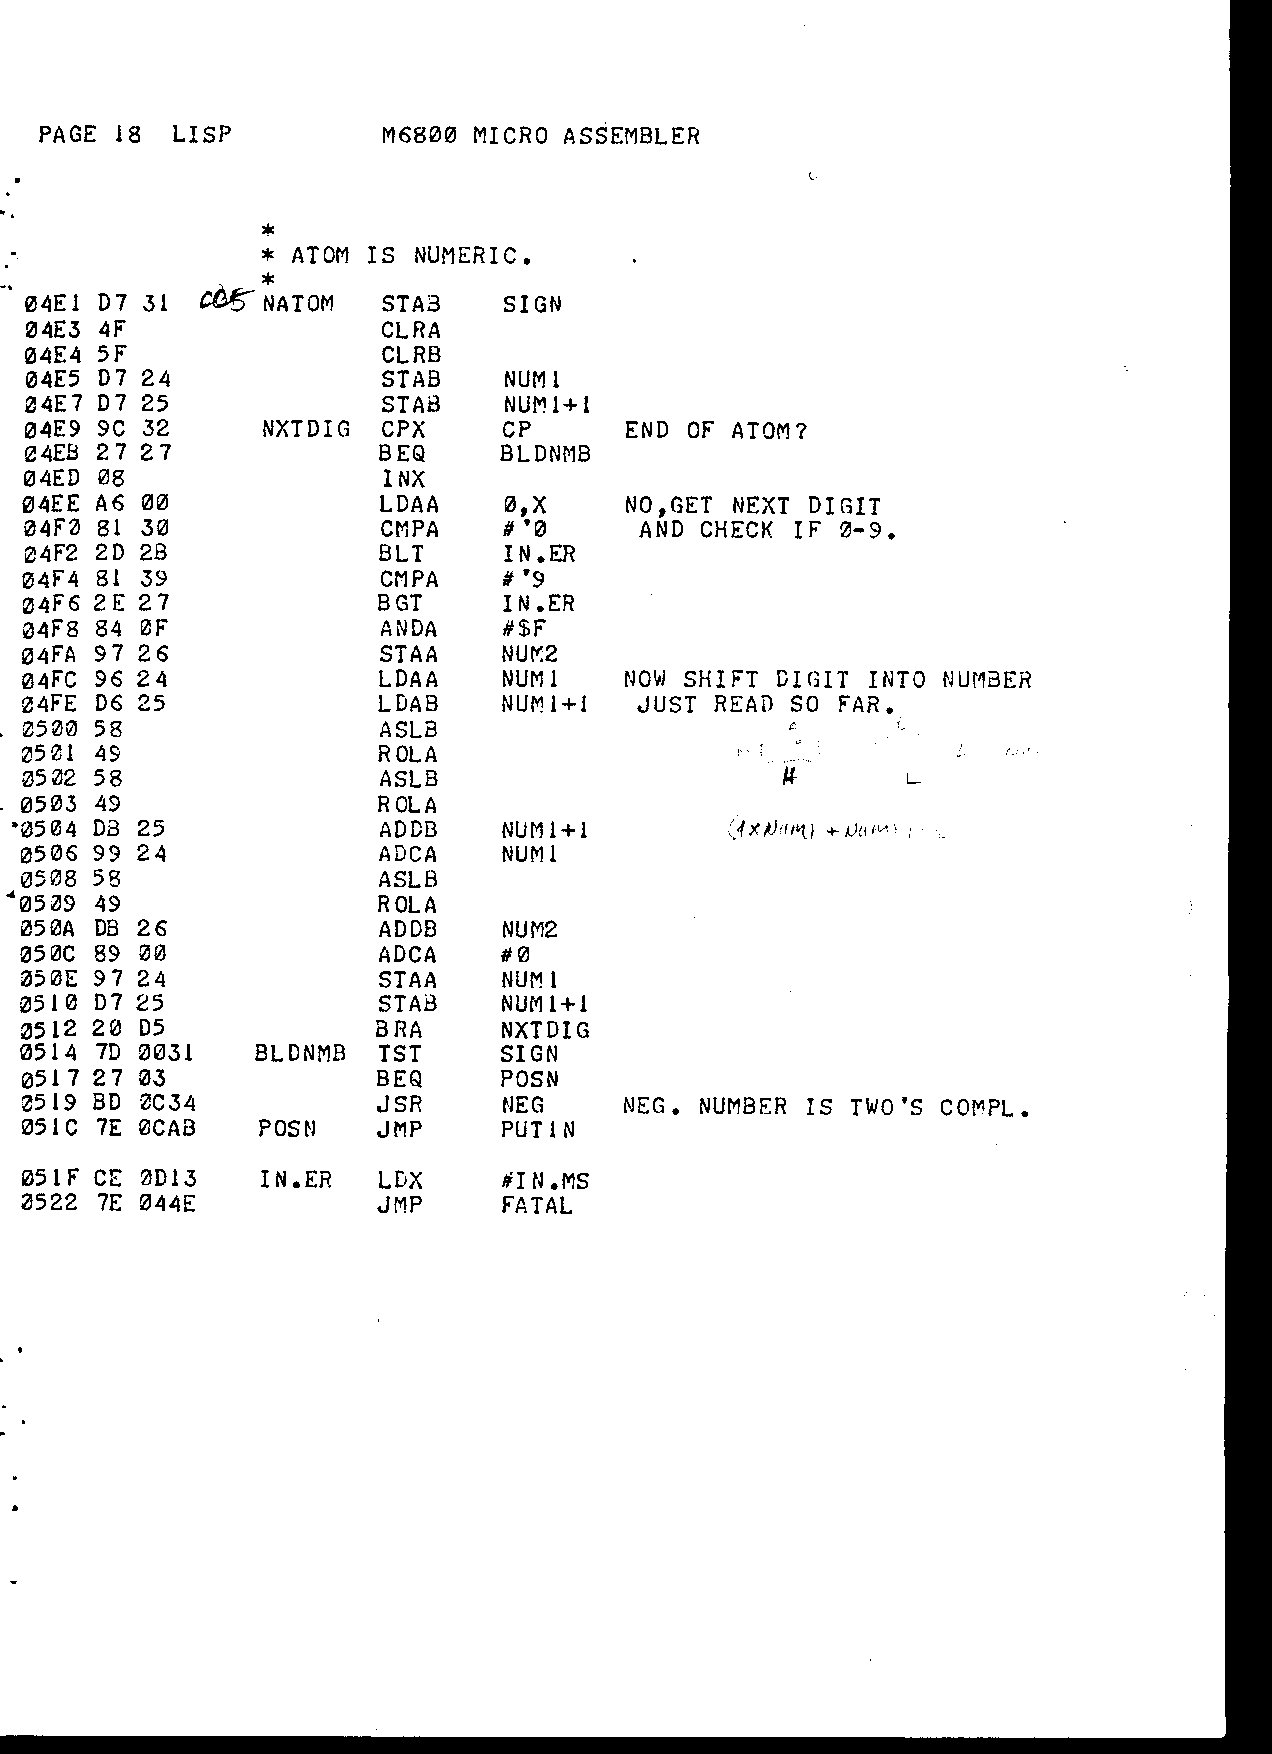 PAGE 18 LISP M6800 MICRO ASSEMBLER
*
* ATOM IS NUMERIC.
*
04E1 D7 31 NATOM STAB SIGN
04E3 4F CLRA
04E4 5F CLRB
04E5 D7 24 STAB NUM1
04E7 D7 25 STAB NUM1+1
04E9 9C 32 NXTDIG CPX CP END OF ATOM?
04EB 27 27 BEQ BLDNMB
04ED 08 INX
04EE A6 00 LDAA 0,X NO,GET NEXT DIGIT
04F0 81 30 CMPA #'0 AND CHECK IF 0-9.
04F2 2D 2B BLT IN.ER
04F4 81 39 CMPA #'9
04F6 2E 27 BGT IN.ER
04F8 84 0F ANDA #$F
04FA 97 26 STAA NUM2
04FC 96 24 LDAA NUM1 NOW SHIFT DIGIT INTO NUMBER
04FE D6 25 LDAB NUM1+1 JUST READ SO FAR.
0500 58 ASLB
0501 49 ROLA
0502 58 ASLB
0503 49 ROLA
0504 DB 25 ADDB NUM1+1
0506 99 24 ADCA NUM1
0508 58 ASLB
0509 49 ROLA
050A DB 26 ADDB NUM2
050C 89 00 ADCA #0
050E 97 24 STAA NUM1
0510 D7 25 STAB NUM1+1
0512 20 D5 BRA NXTDIG
0514 7D 0031 BLDNMB TST SIGN
0517 27 03 BEQ POSN
0519 BD 0C34 JSR NEG NEG. NUMBER IS TWO'S COMPL.
051C 7E 0CAB POSN JMP PUTIN
051F CE 0D13 IN.ER LDX #IN.MS
0522 7E 044E JMP FATAL